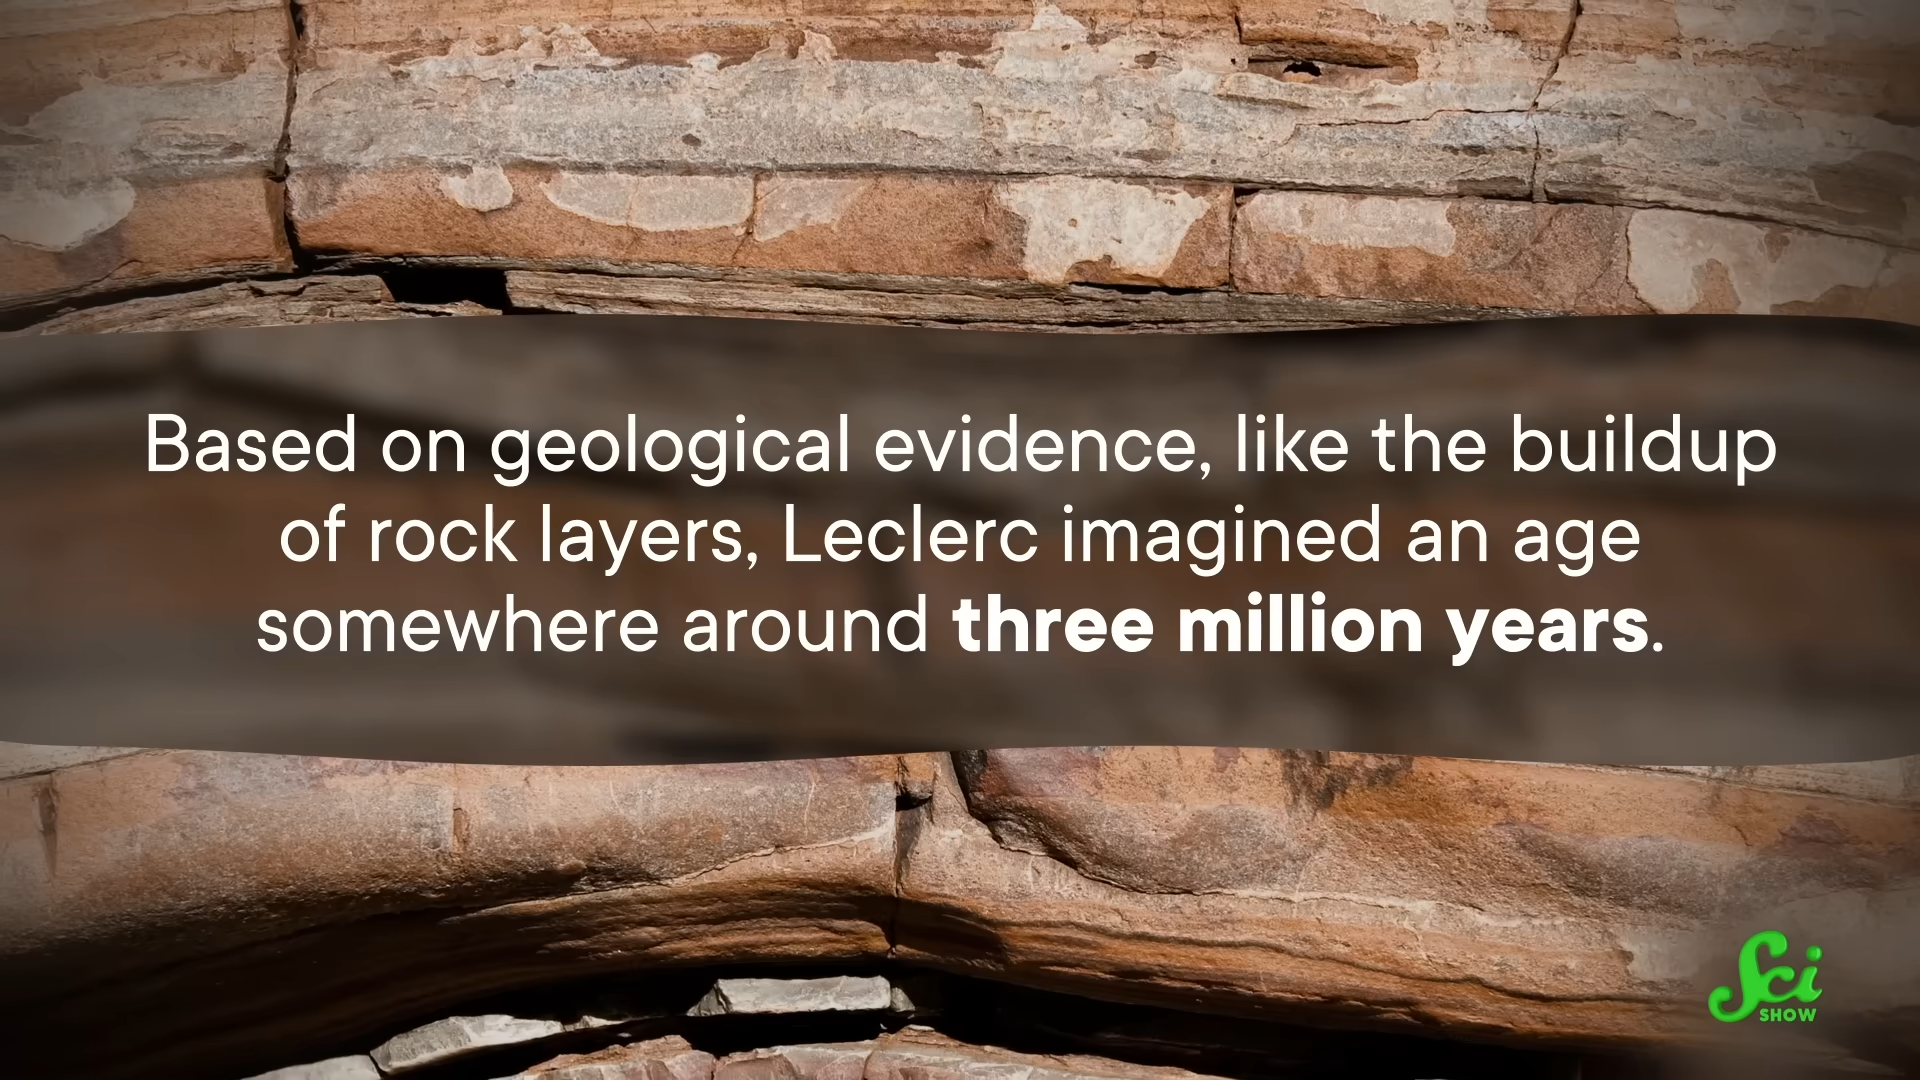 Based on geological evidence, like the buildup
of rock layers, Leclerc imagined an age
somewhere around three million years.
Sci
SHOW